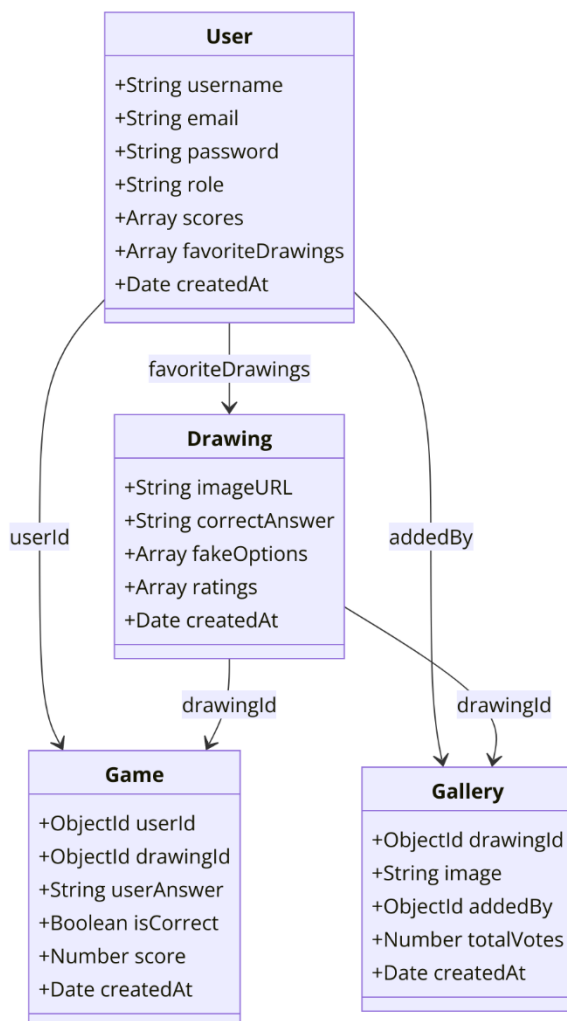 User
+String username
+String email
+String password
+String role
+Array scores
+Array favoriteDrawings
+Date createdAt
favoriteDrawings
Drawing
+String imageURL
+String correctAnswer
+Array fakeOptions
+Array ratings
+Date createdAt
userId
addedBy
drawingId
drawingId
Game
+ObjectId userId
+ObjectId drawingId
+String userAnswer
+Boolean isCorrect
+Number score
+Date createdAt
Gallery
+ObjectId drawingId
+String image
+ObjectId addedBy
+Number totalVotes
+Date createdAt